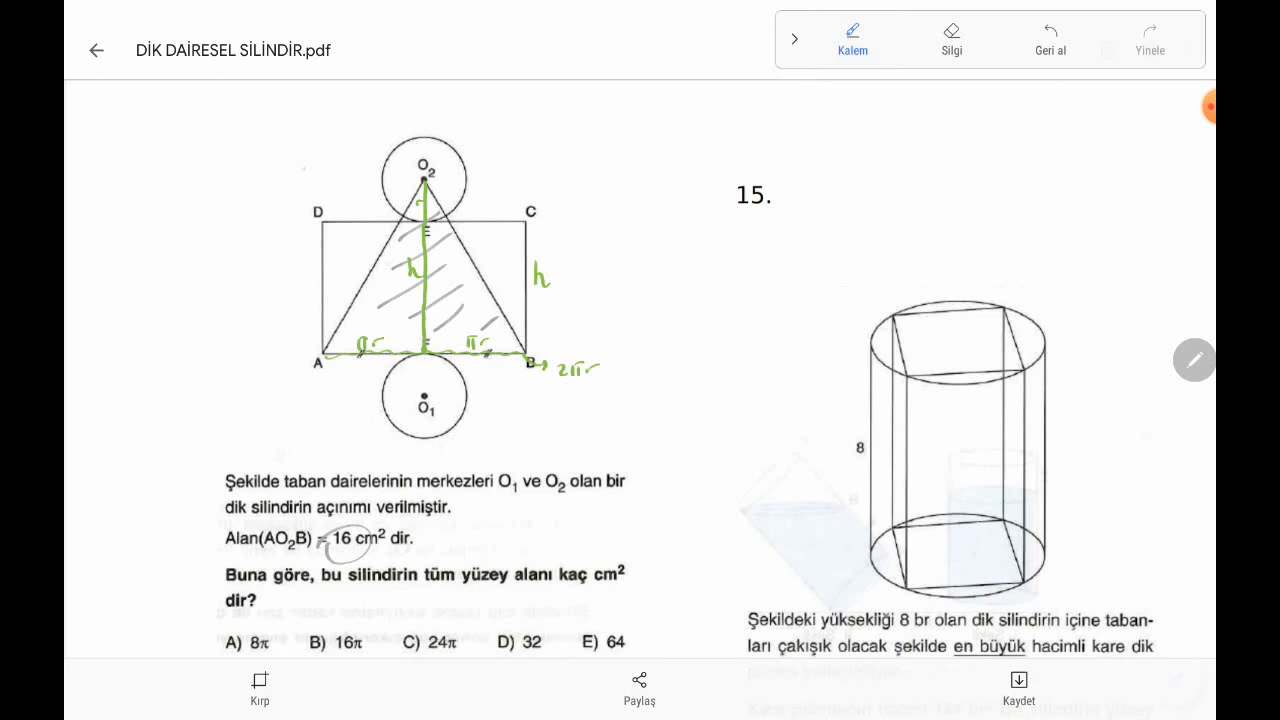 DİK DAİRESEL SİLİNDİR.pdf
Kalem
Silgi
Geri al
Yinele
O2
D
C
r
h
h
πr
πr
A
B
2πr
O1
Şekilde taban dairelerinin merkezleri O1 ve O2 olan bir
dik silindirin açınımı verilmiştir.
Alan(AO2B) = 16 cm² dir.
Buna göre, bu silindirin tüm yüzey alanı kaç cm²
dir?
A) 8π B) 16π C) 24π D) 32 E) 64
15.
8
Şekildeki yüksekliği 8 br olan dik silindirin içine taban-
ları çakışık olacak şekilde en büyük hacimli kare dik
Kırp
Paylaş
Kaydet